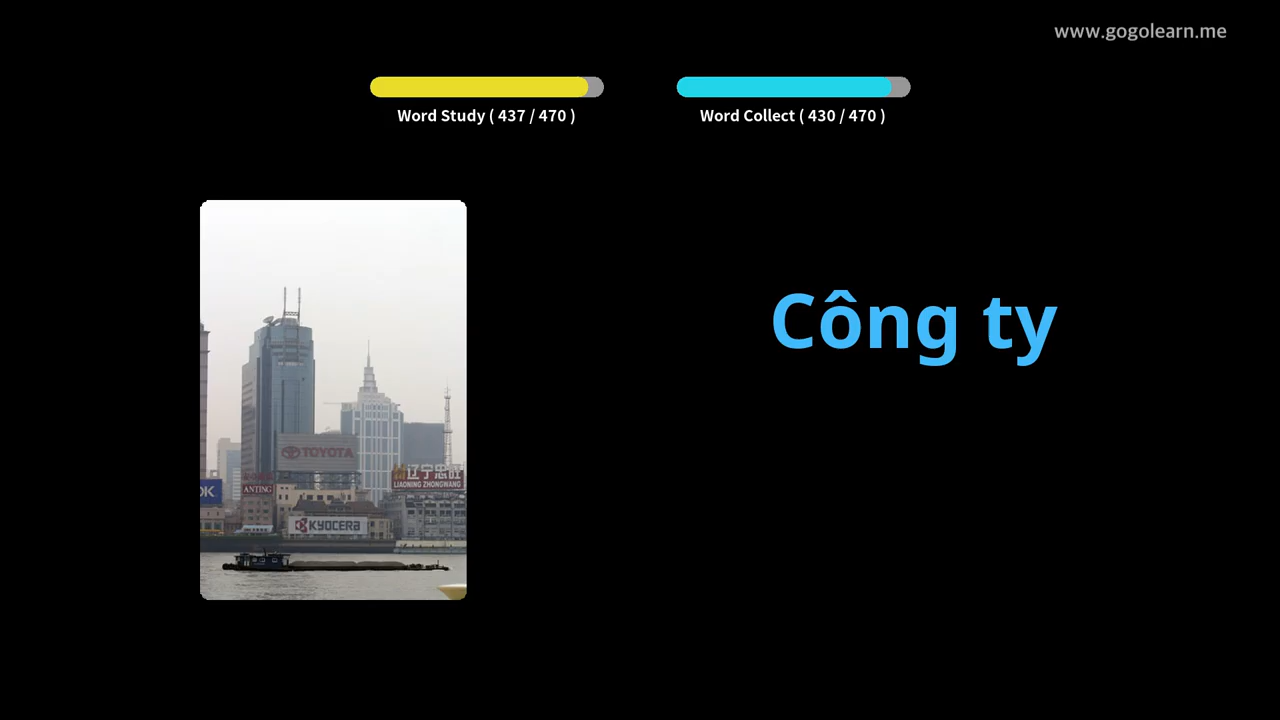 www.gogolearn.me
Word Study ( 437 / 470 )
Word Collect ( 430 / 470 )
Công ty
TOYOTA
辽宁忠旺
LIAONING ZHONGWANG
OK
ANTING
KYOCERA